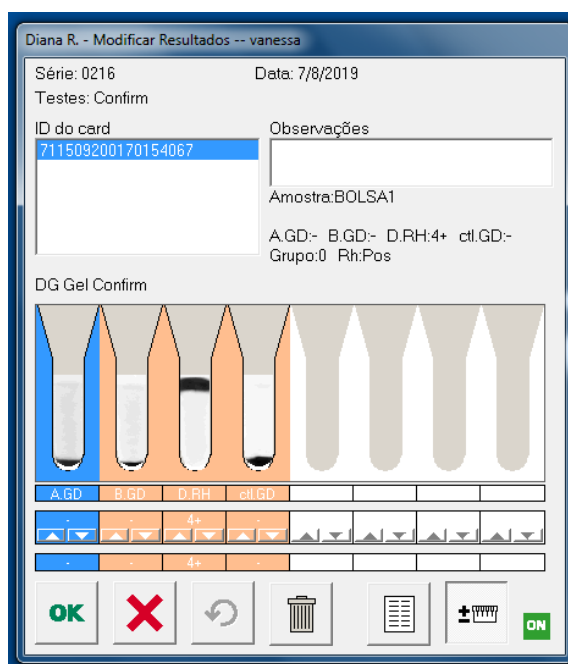 Diana R. - Modificar Resultados -- vanessa
Série: 0216 Data: 7/8/2019
Testes: Confirm
ID do card Observações
711509200170154067
Amostra:BOLSA1
A.GD:- B.GD:- D.RH:4+ ctl.GD:-
Grupo:0 Rh:Pos
DG Gel Confirm
A.GD B.GD D.RH ctl.GD
- - 4+ -
- - 4+ -
OK ± ON